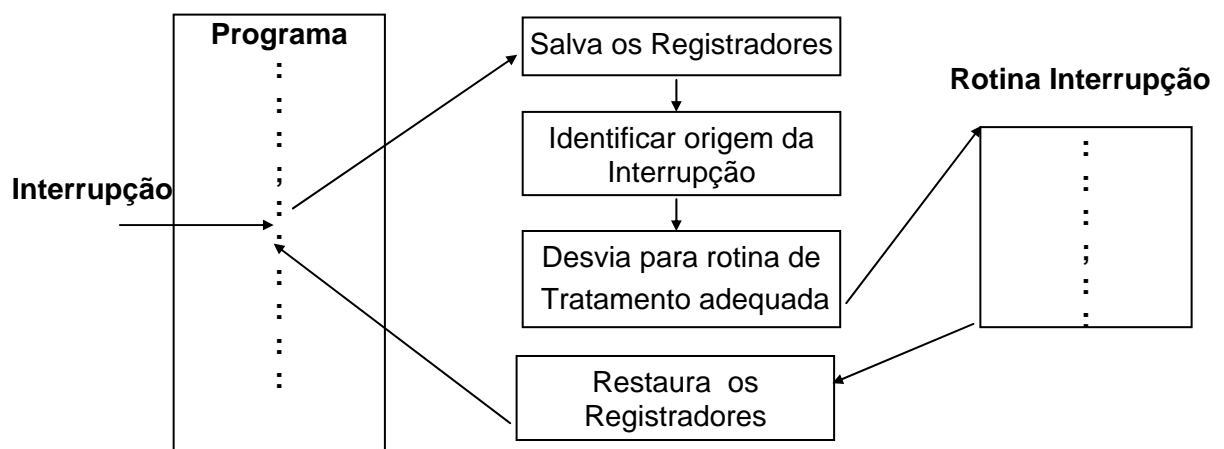 Programa
:
:
:
;
:
:
:
:
:
Interrupção
Salva os Registradores
Identificar origem da
Interrupção
Desvia para rotina de
Tratamento adequada
Restaura os
Registradores
Rotina Interrupção
:
:
:
;
: